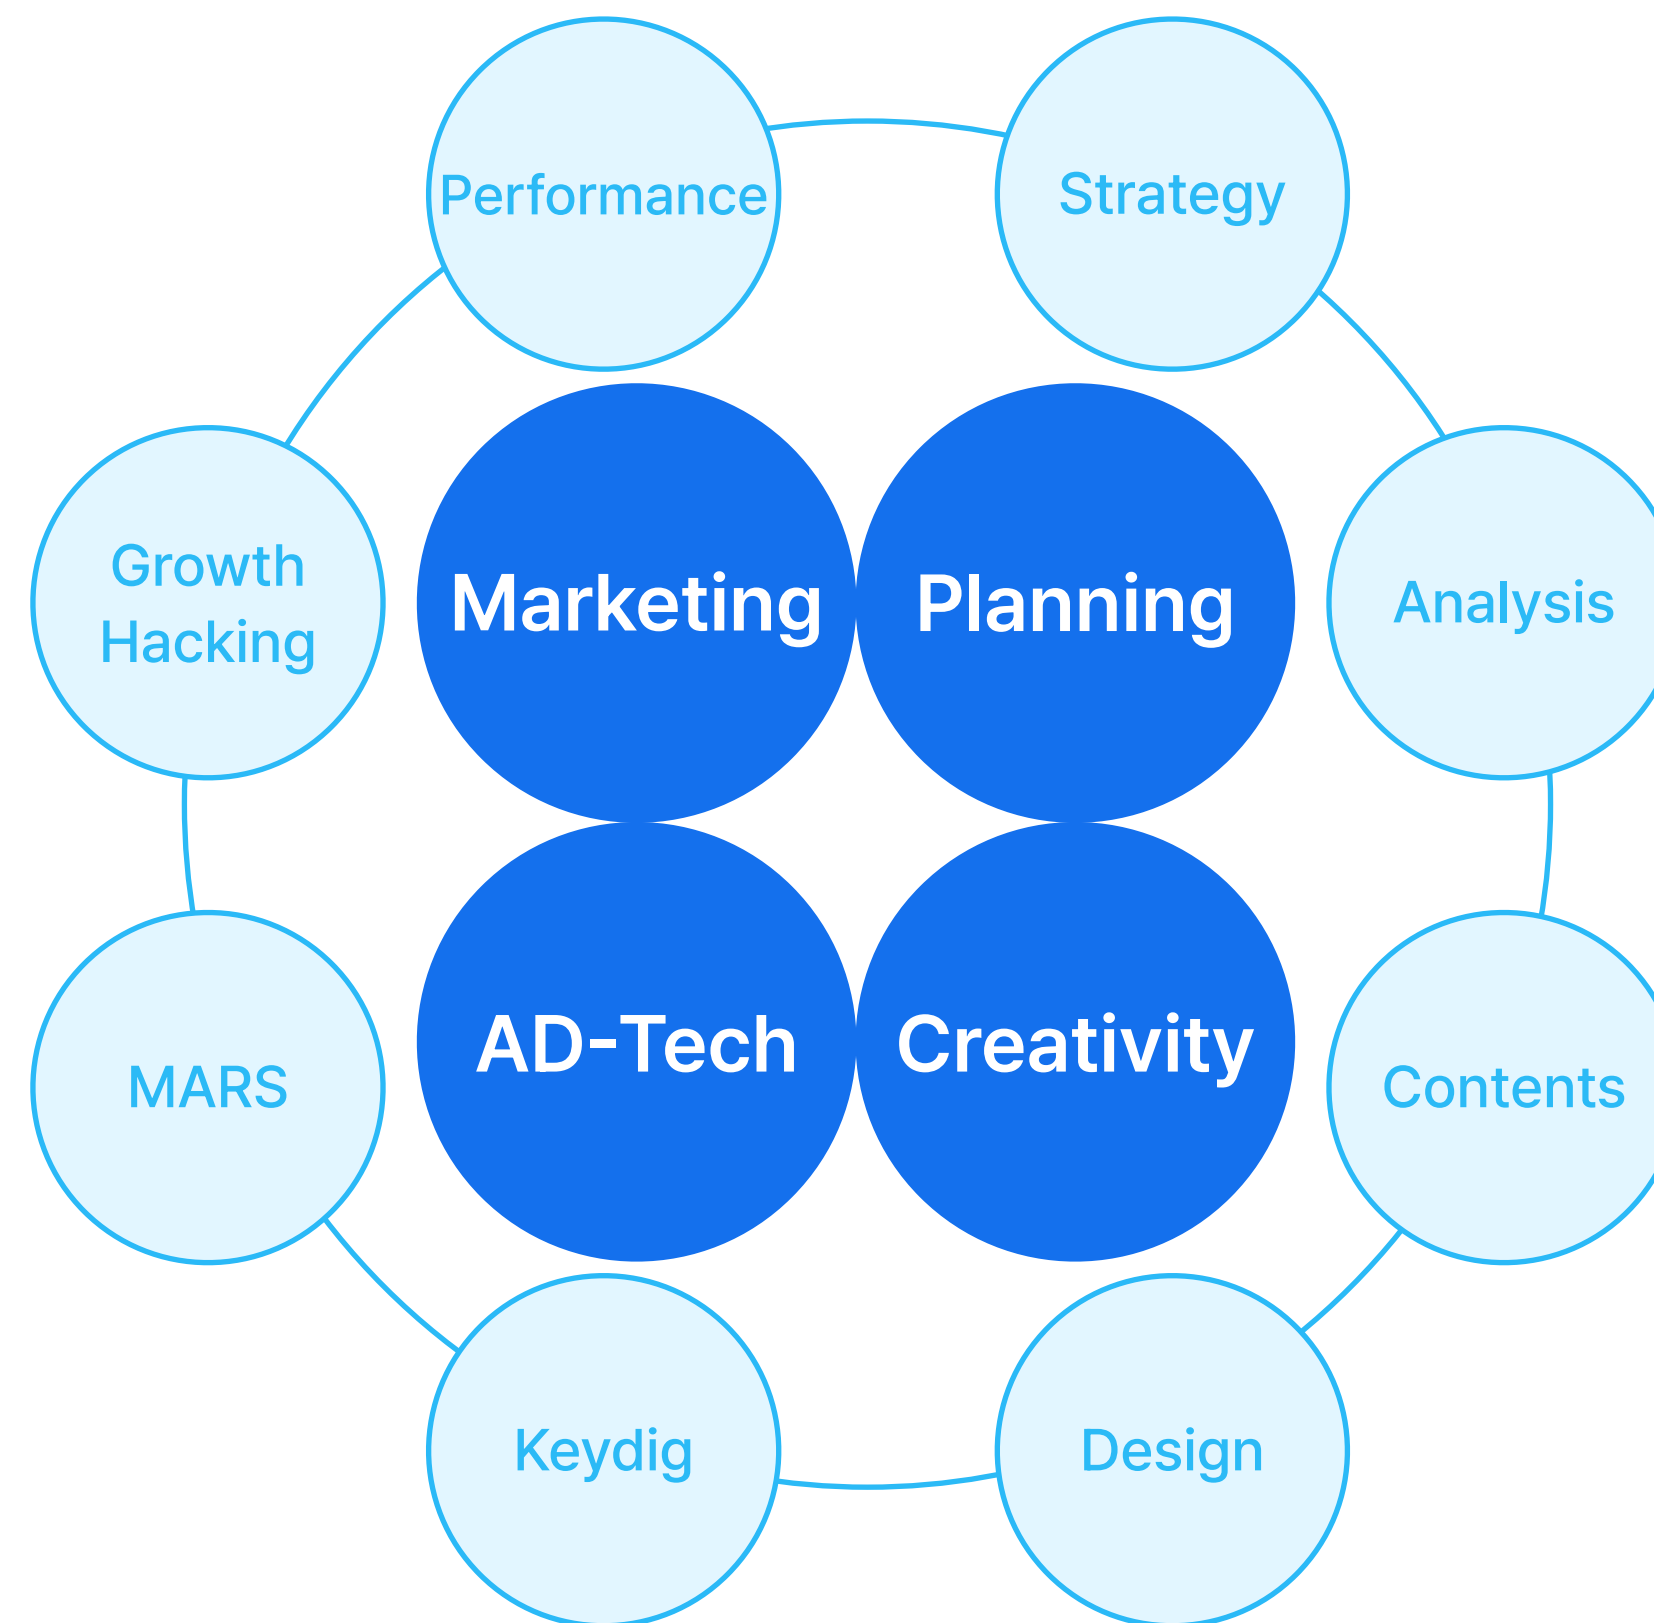 Performance
Strategy
Growth
Hacking
Marketing
Planning
Analysis
MARS
AD-Tech
Creativity
Contents
Keydig
Design